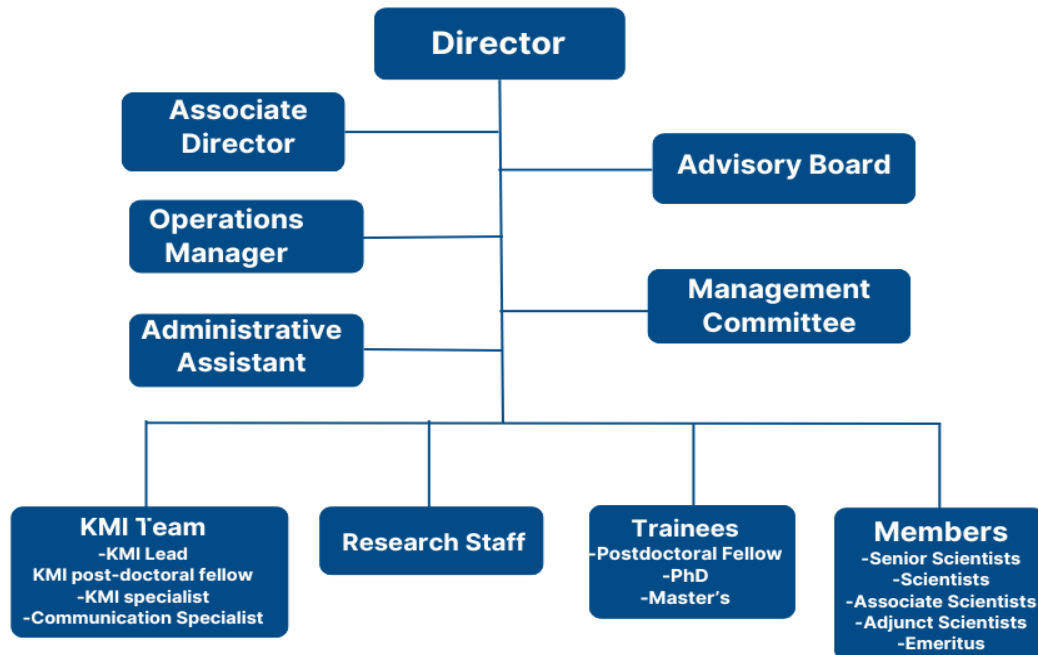 Director
Associate
Director
Advisory Board
Operations
Manager
Management
Committee
Administrative
Assistant
KMI Team
-KMI Lead
KMI post-doctoral fellow
-KMI specialist
-Communication Specialist
Research Staff
Trainees
-Postdoctoral Fellow
-PhD
-Master's
Members
-Senior Scientists
-Scientists
-Associate Scientists
-Adjunct Scientists
-Emeritus